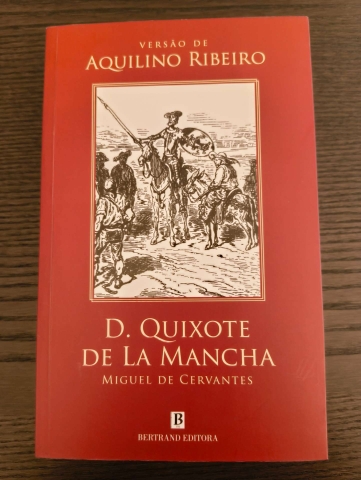 VERSÃO DE
AQUILINO RIBEIRO
D. QUIXOTE
DE LA MANCHA
MIGUEL DE CERVANTES
B
BERTRAND EDITORA